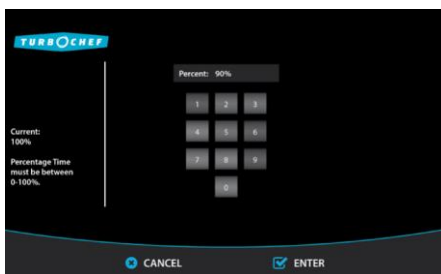 TURBOCHEF
Percent: 90%
1 2 3
4 5 6
7 8 9
0
Current:
100%
Percentage Time
must be between
0-100%.
CANCEL
ENTER